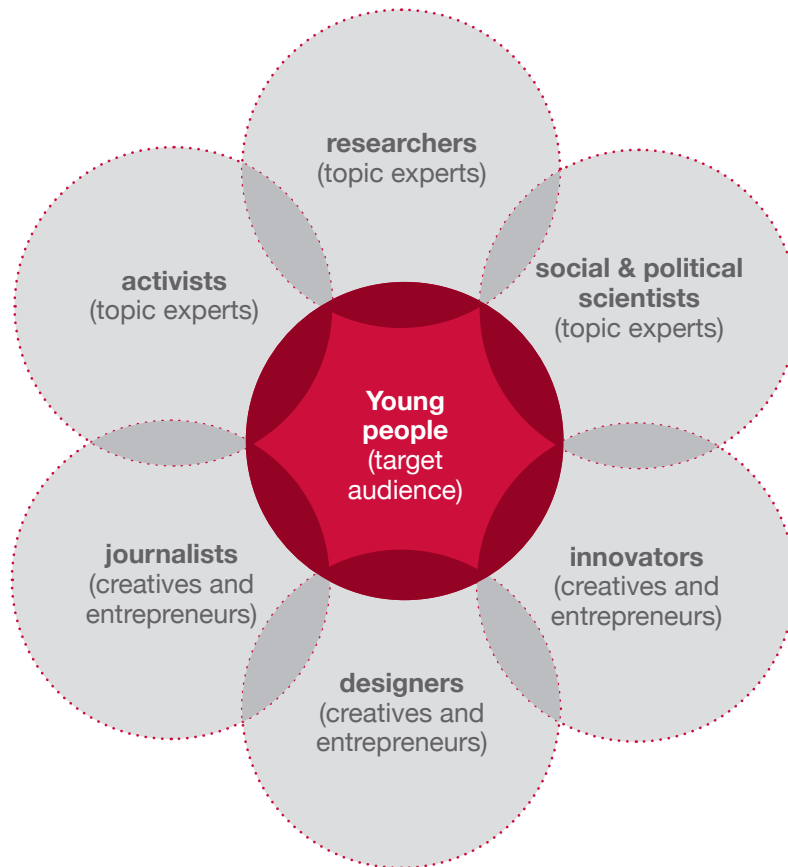 researchers
(topic experts)
social & political
scientists
(topic experts)
activists
(topic experts)
Young
people
(target
audience)
journalists
(creatives and
entrepreneurs)
innovators
(creatives and
entrepreneurs)
designers
(creatives and
entrepreneurs)